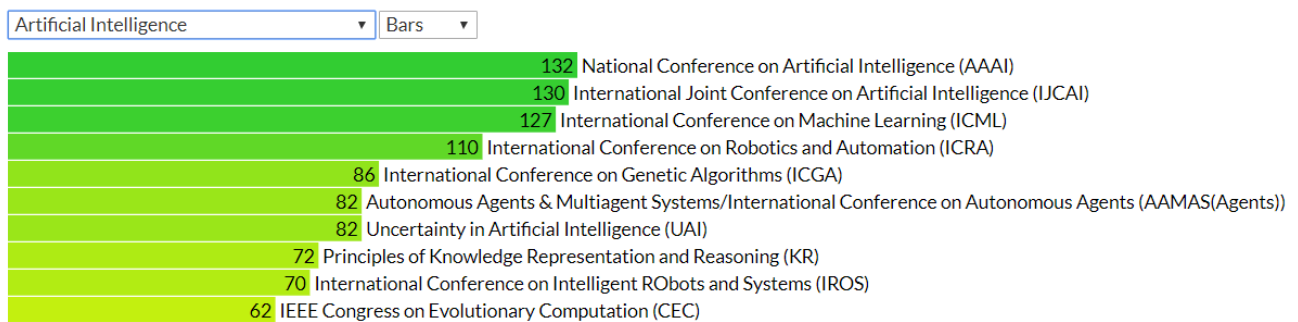 Artificial Intelligence Bars
132 National Conference on Artificial Intelligence (AAAI)
130 International Joint Conference on Artificial Intelligence (IJCAI)
127 International Conference on Machine Learning (ICML)
110 International Conference on Robotics and Automation (ICRA)
86 International Conference on Genetic Algorithms (ICGA)
82 Autonomous Agents & Multiagent Systems/International Conference on Autonomous Agents (AAMAS(Agents))
82 Uncertainty in Artificial Intelligence (UAI)
72 Principles of Knowledge Representation and Reasoning (KR)
70 International Conference on Intelligent RObots and Systems (IROS)
62 IEEE Congress on Evolutionary Computation (CEC)